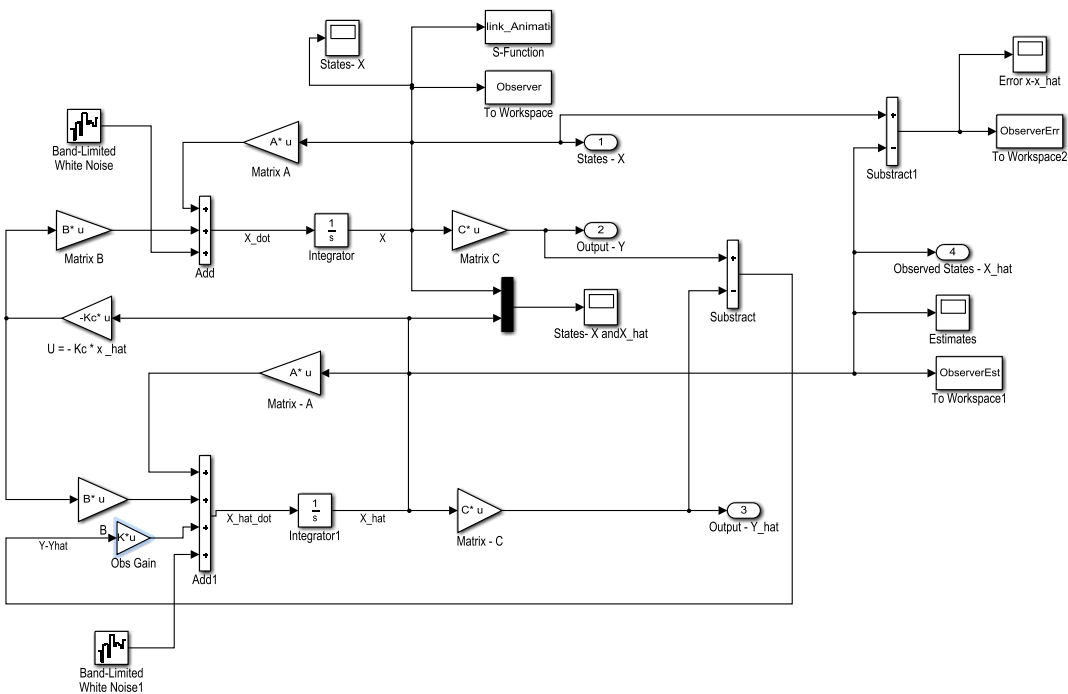 link_Animati
S-Function
States- X
Error x-x_hat
Observer
To Workspace
Band-Limited
White Noise
A* u
Matrix A
1
States - X
+
-
Substract1
ObserverErr
To Workspace2
B* u
Matrix B
+
+
+
Add
X_dot
1
s
Integrator
X
C* u
Matrix C
2
Output - Y
+
-
Substract
4
Observed States - X_hat
-Kc* u
U = - Kc * x _hat
States- X andX_hat
Estimates
A* u
Matrix - A
ObserverEst
To Workspace1
B* u
B
K*u
Obs Gain
Y-Yhat
+
+
+
+
Add1
X_hat_dot
1
s
Integrator1
X_hat
C* u
Matrix - C
3
Output - Y_hat
Band-Limited
White Noise1